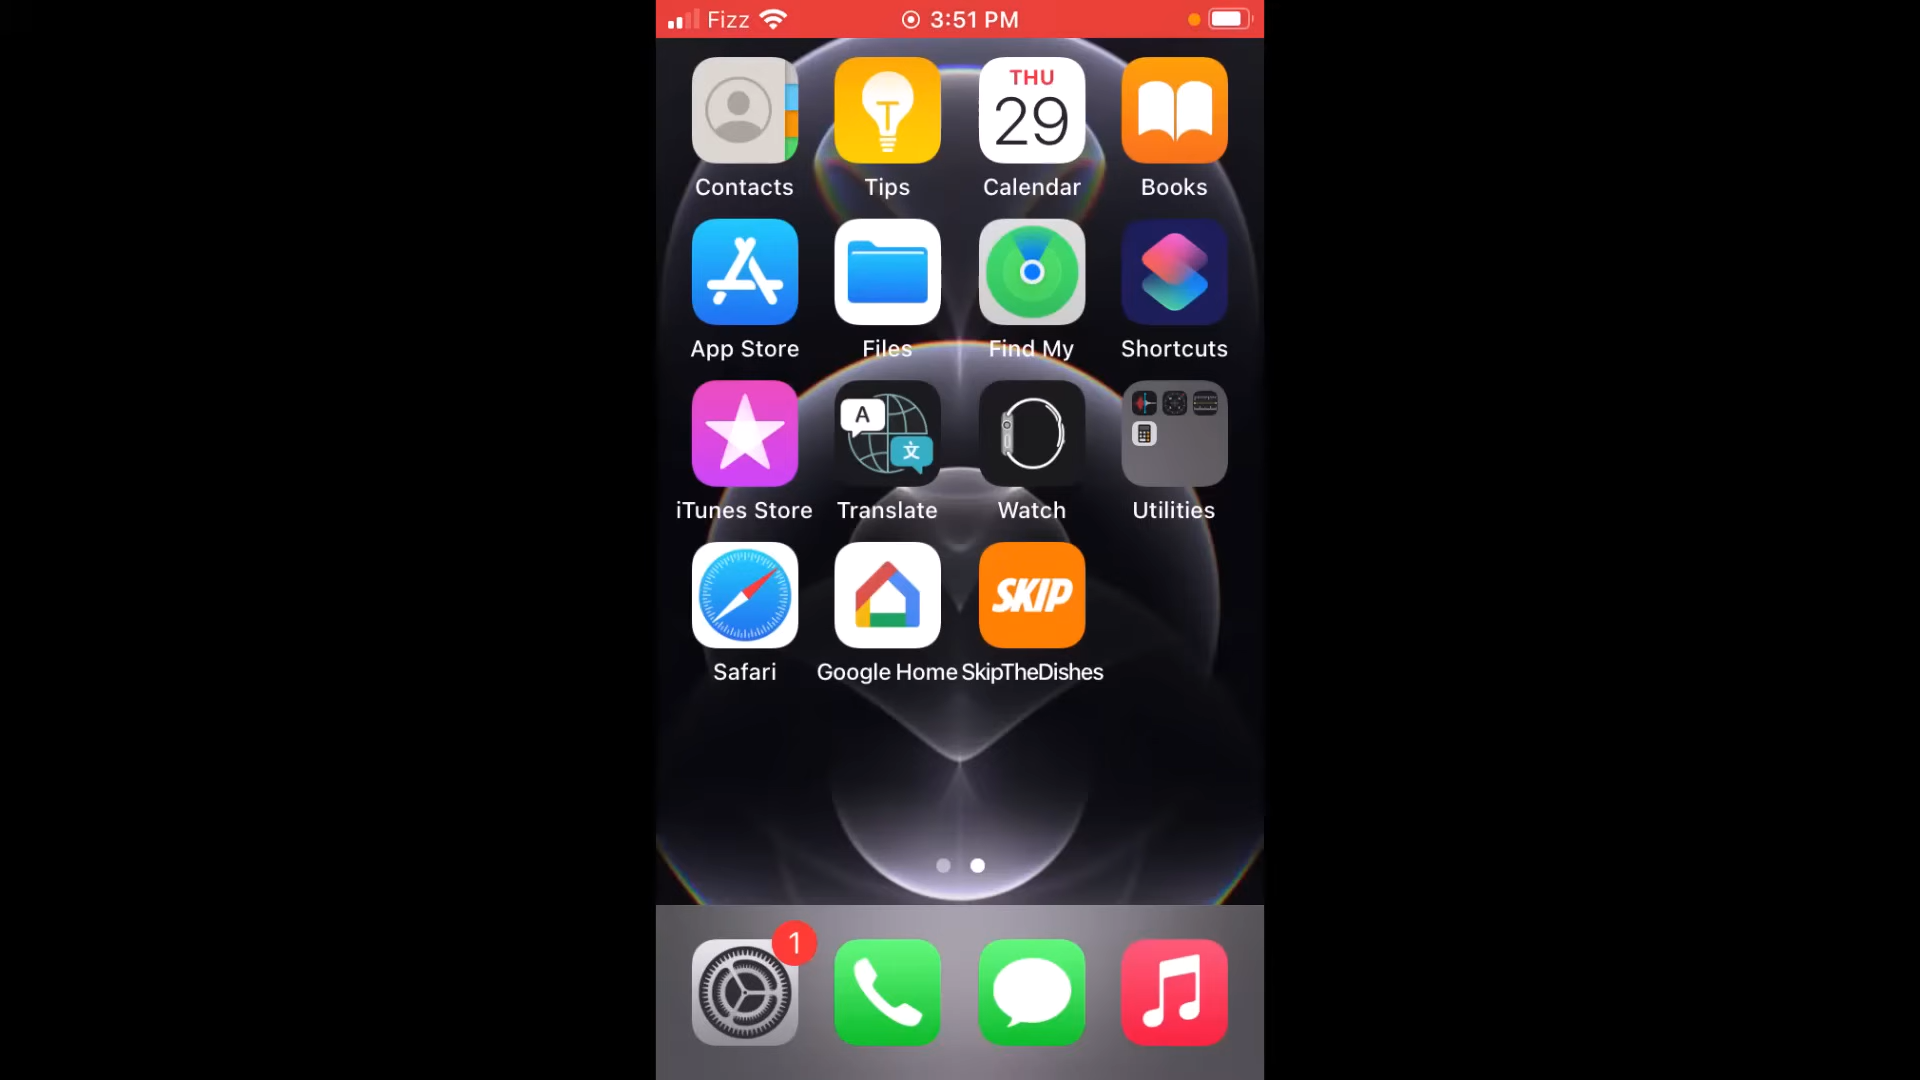 Fizz 3:51 PM
THU
29
Contacts Tips Calendar Books
App Store Files Find My Shortcuts
A
文
iTunes Store Translate Watch Utilities
SKIP
Safari Google Home SkipTheDishes
1